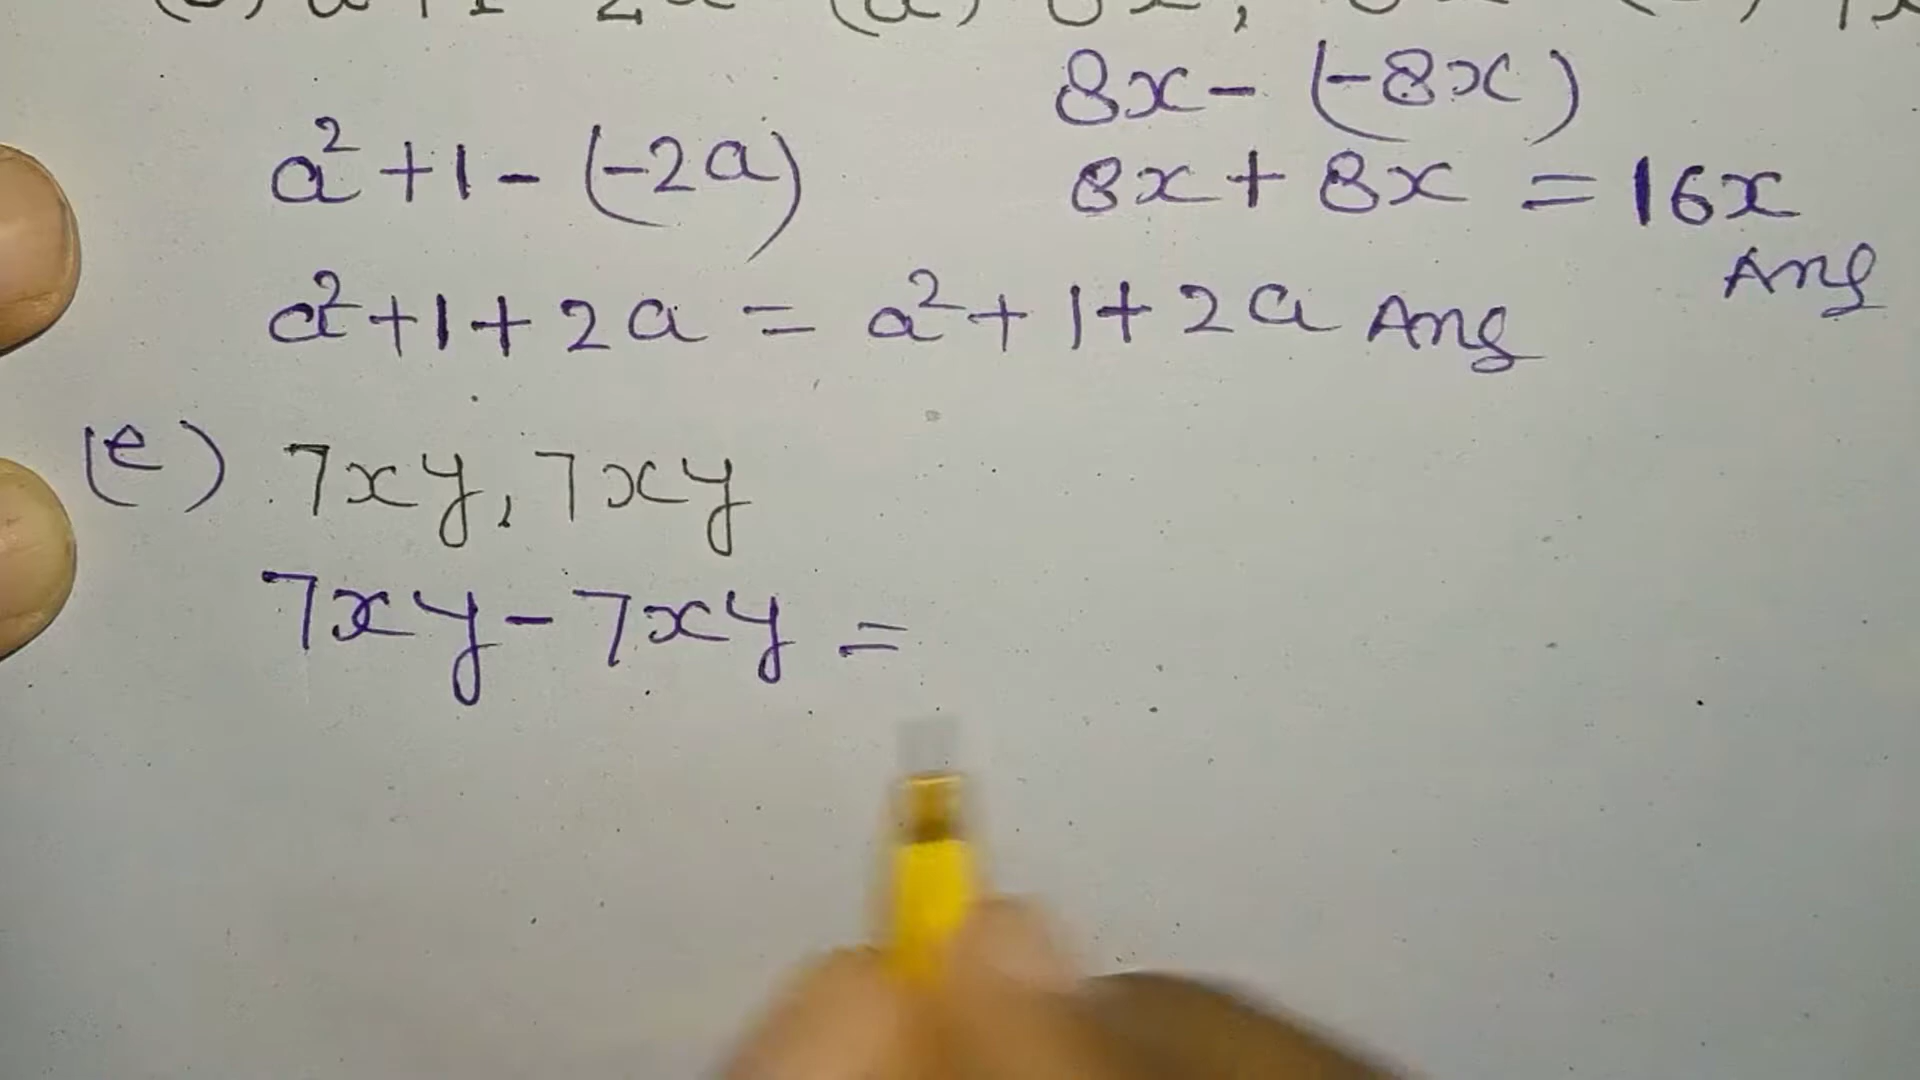 8x - (-8x)
a² + 1 - (-2a)
8x + 8x = 16x
Ans
a² + 1 + 2a = a² + 1 + 2a Ans
(e) 7xy, 7xy
7xy - 7xy =